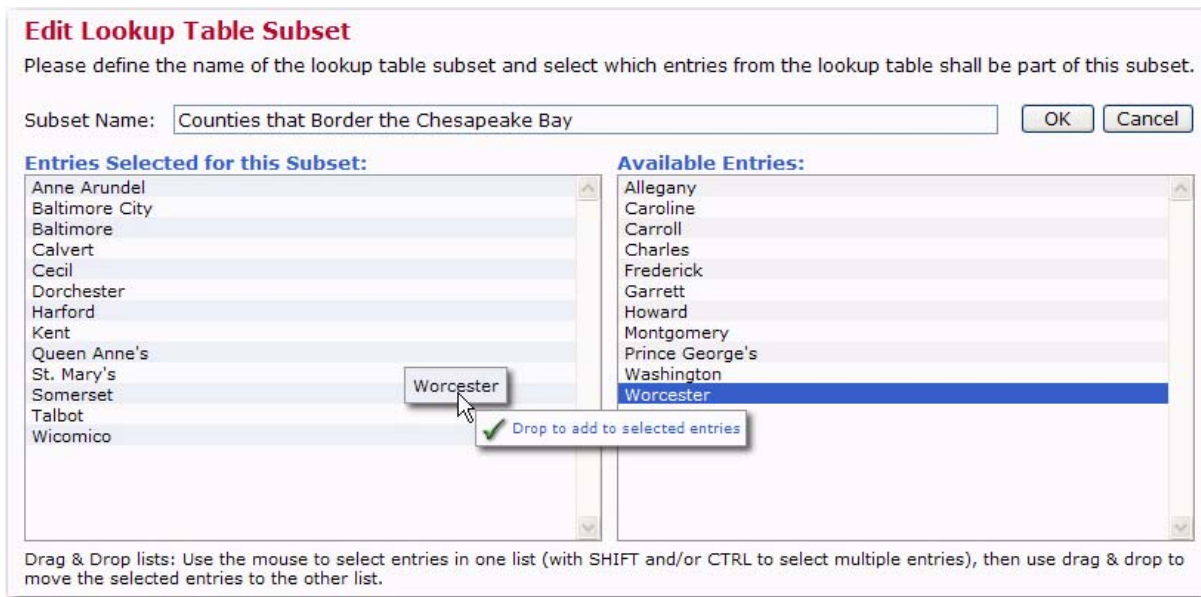 Edit Lookup Table Subset
Please define the name of the lookup table subset and select which entries from the lookup table shall be part of this subset.
Subset Name: Counties that Border the Chesapeake Bay OK Cancel
Entries Selected for this Subset:
Anne Arundel
Baltimore City
Baltimore
Calvert
Cecil
Dorchester
Harford
Kent
Queen Anne's
St. Mary's
Somerset
Talbot
Wicomico
Worcester
Drop to add to selected entries
Available Entries:
Allegany
Caroline
Carroll
Charles
Frederick
Garrett
Howard
Montgomery
Prince George's
Washington
Worcester
Drag & Drop lists: Use the mouse to select entries in one list (with SHIFT and/or CTRL to select multiple entries), then use drag & drop to
move the selected entries to the other list.